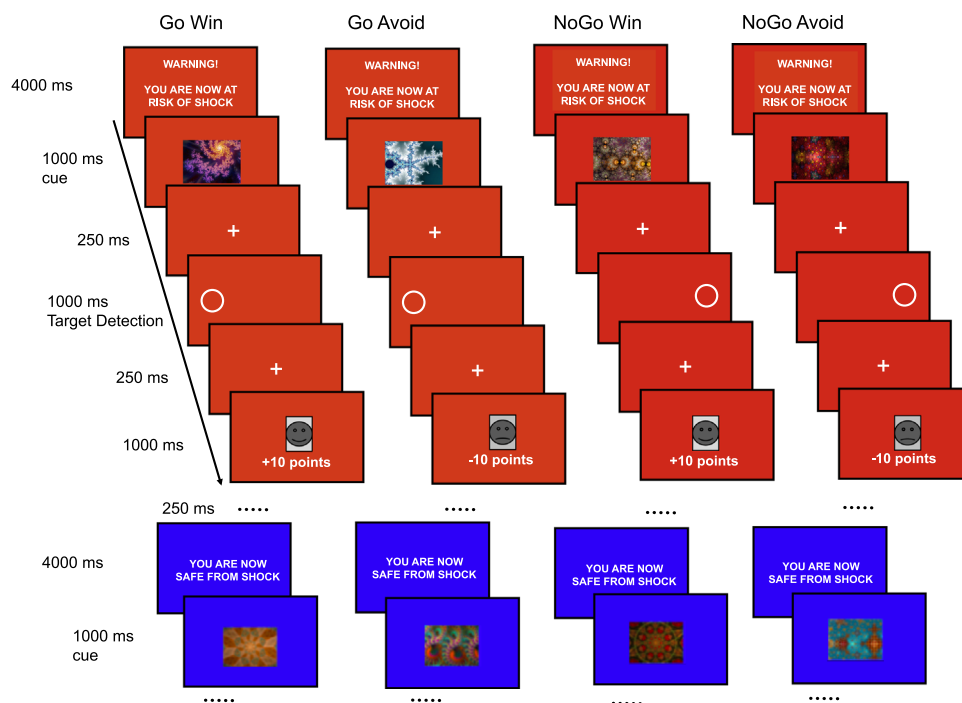 Go Win
Go Avoid
NoGo Win
NoGo Avoid
4000 ms
WARNING!
YOU ARE NOW AT
RISK OF SHOCK
WARNING!
YOU ARE NOW AT
RISK OF SHOCK
WARNING!
YOU ARE NOW AT
RISK OF SHOCK
WARNING!
YOU ARE NOW AT
RISK OF SHOCK
1000 ms
cue
250 ms
+
+
+
+
1000 ms
Target Detection
250 ms
+
+
+
+
1000 ms
+10 points
-10 points
+10 points
-10 points
250 ms
.....
.....
.....
.....
4000 ms
YOU ARE NOW
SAFE FROM SHOCK
YOU ARE NOW
SAFE FROM SHOCK
YOU ARE NOW
SAFE FROM SHOCK
YOU ARE NOW
SAFE FROM SHOCK
1000 ms
cue
.....
.....
.....
.....